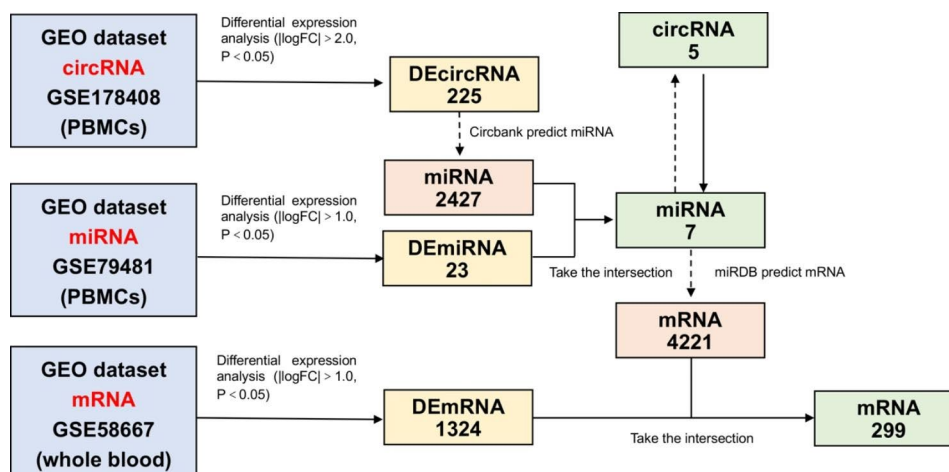 GEO dataset
circRNA
GSE178408
(PBMCs)
Differential expression
analysis (|logFC| > 2.0,
P < 0.05)
DEcircRNA
225
Circbank predict miRNA
miRNA
2427
circRNA
5
GEO dataset
miRNA
GSE79481
(PBMCs)
Differential expression
analysis (|logFC| > 1.0,
P < 0.05)
DEmiRNA
23
Take the intersection
miRNA
7
miRDB predict mRNA
mRNA
4221
GEO dataset
mRNA
GSE58667
(whole blood)
Differential expression
analysis (|logFC| > 1.0,
P < 0.05)
DEmRNA
1324
Take the intersection
mRNA
299